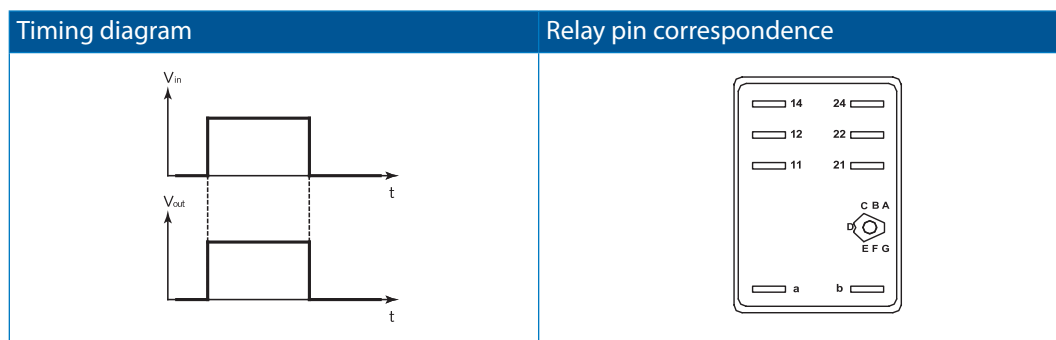 Timing diagram
Relay pin correspondence
Vin
t
Vout
t
14 24
12 22
11 21
C B A
D
E F G
a b